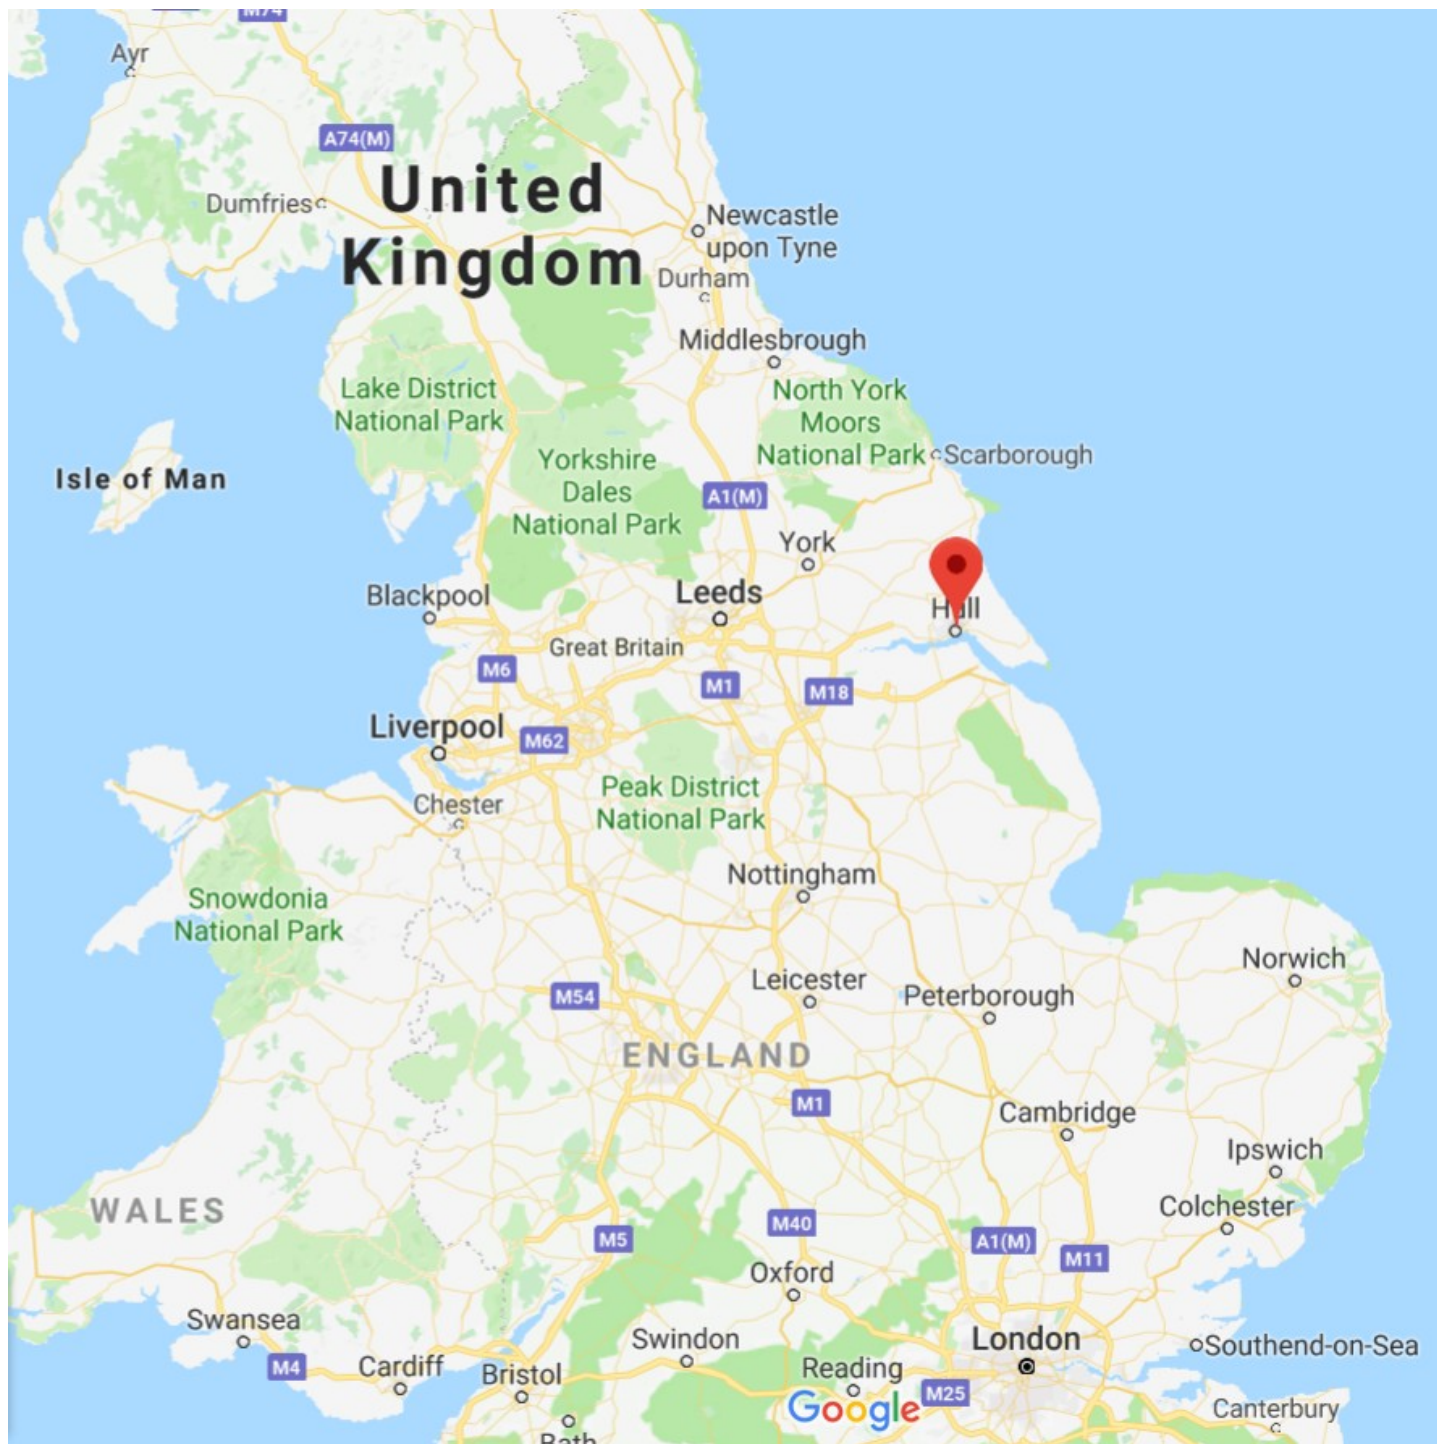 M74
Ayr
A74(M)
United
Kingdom
Dumfries
Newcastle
upon Tyne
Durham
Middlesbrough
Lake District
National Park
North York
Moors
National Park
Scarborough
Isle of Man
Yorkshire
Dales
National Park
A1(M)
York
Blackpool
Leeds
Hull
Great Britain
M6
M1
M18
Liverpool
M62
Peak District
National Park
Chester
Nottingham
Snowdonia
National Park
Norwich
Leicester
M54
Peterborough
ENGLAND
M1
Cambridge
Ipswich
WALES
Colchester
M40
M5
A1(M)
M11
Oxford
Swansea
Swindon
London
Southend-on-Sea
M4
Cardiff
Bristol
Reading
M25
Google
Canterbury
Bath